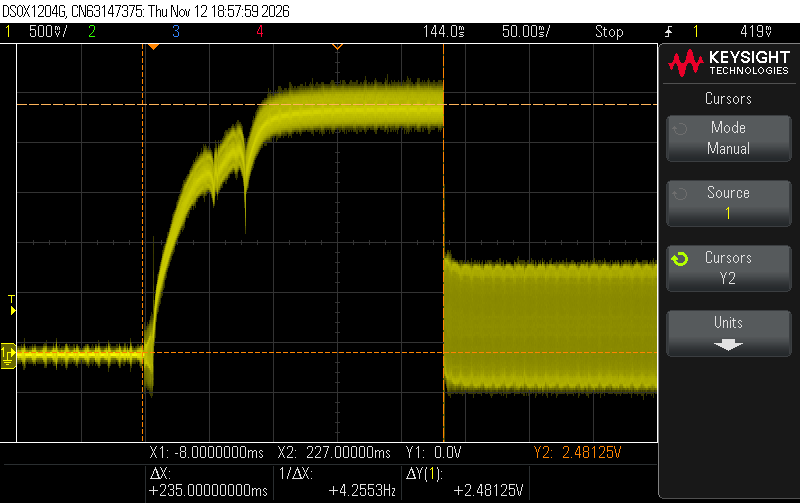 DSOX1204G, CN63147375: Thu Nov 12 18:57:59 2026
1 500♡/ 2 3 4 144.0s 50.00s/ Stop 1 419♡
KEYSIGHT
TECHNOLOGIES
Cursors
Mode
Manual
Source
1
Cursors
Y2
Units
T
1
X1: -8.0000000ms X2: 227.00000ms Y1: 0.0V Y2: 2.48125V
ΔX: 1/ΔX: ΔY(1):
+235.00000000ms +4.2553Hz +2.48125V